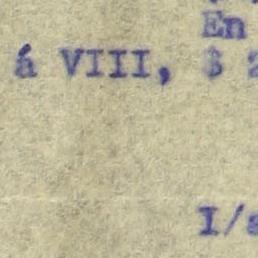 En
á VIII, $
I/